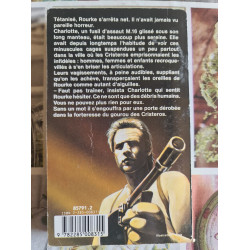 Tétanisé, Rourke s'arrêta net. Il n'avait jamais vu
pareille horreur.
Charlotte, un fusil d'assaut M.16 glissé sous son
long manteau, était beaucoup plus sereine. Elle
avait depuis longtemps l'habitude de voir ces
minuscules cages suspendues un peu partout
dans la ville où les Cristeros emprisonnaient les
infidèles : hommes, femmes et enfants recroque-
villés à s'en briser les articulations.
Leurs vagissements, à peine audibles, suppliant
qu'on les achève, transperçaient les oreilles de
Rourke comme autant d'aiguilles.
- Faut pas traîner, insista Charlotte qui sentit
Rourke hésiter. Ce ne sont que des débris humains.
Vous ne pouvez plus rien pour eux.
Sans un mot il s'engouffra par une porte dérobée
dans la forteresse du gourou des Cristeros.